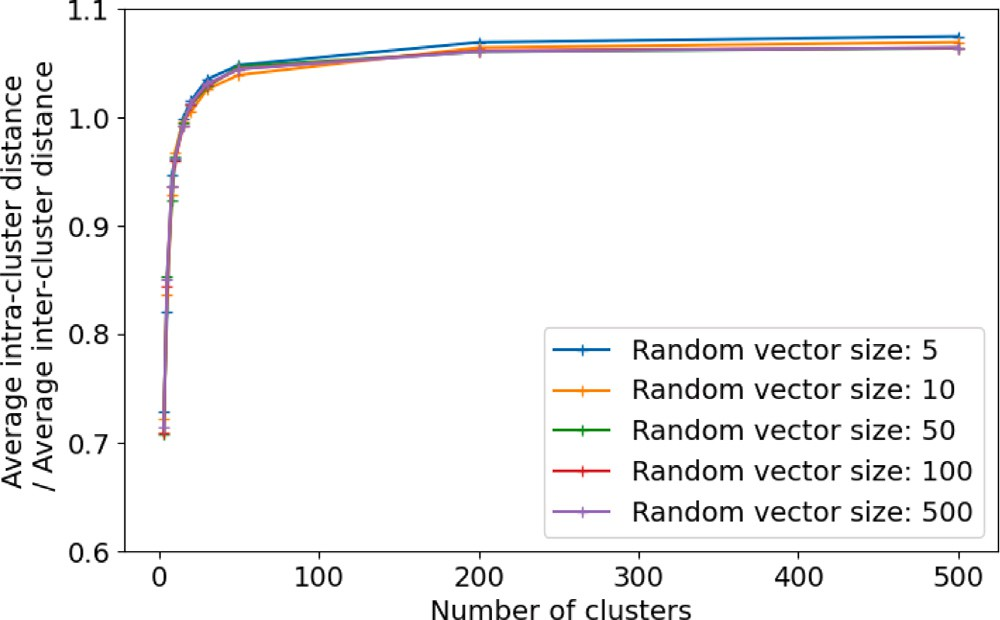 Average intra-cluster distance
/ Average inter-cluster distance
1.1
1.0
0.9
0.8
0.7
0.6
Random vector size: 5
Random vector size: 10
Random vector size: 50
Random vector size: 100
Random vector size: 500
0 100 200 300 400 500
Number of clusters